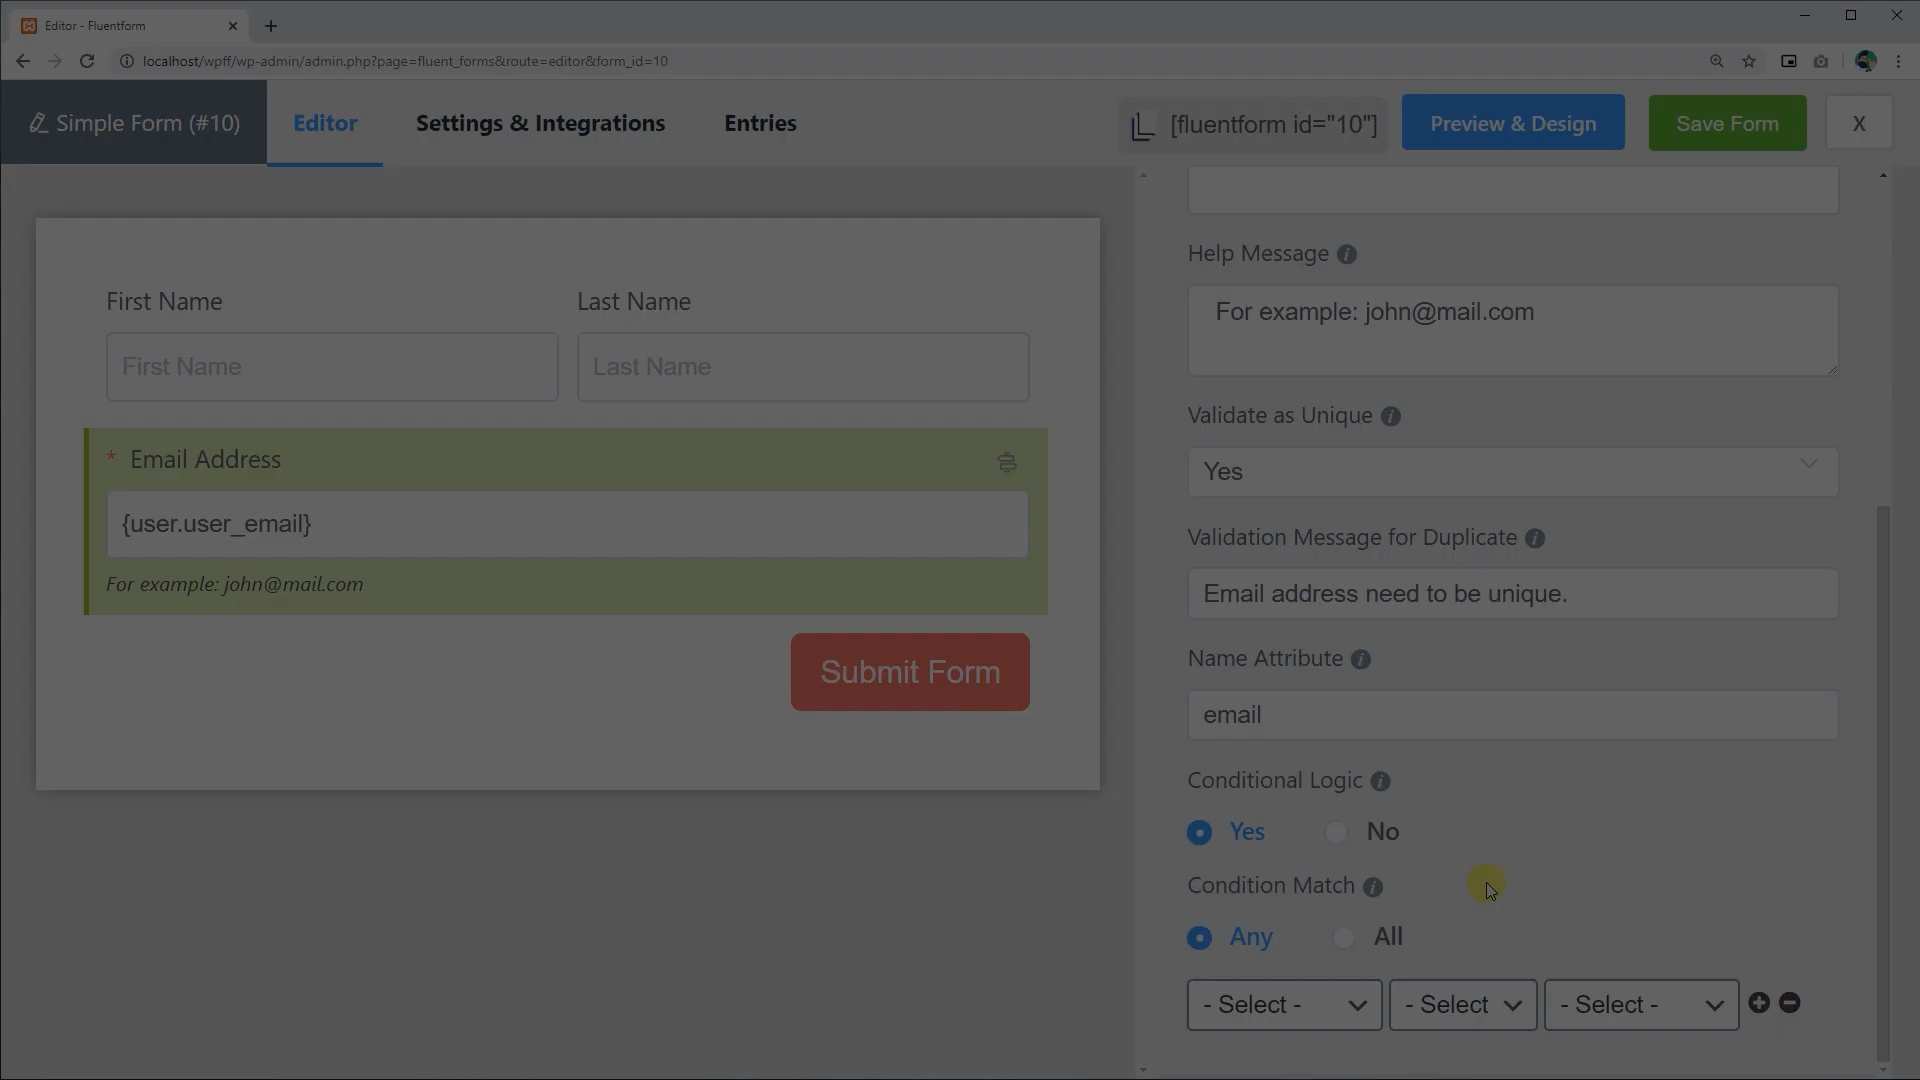 Editor - Fluentform
localhost/wpff/wp-admin/admin.php?page=fluent_forms&route=editor&form_id=10
Simple Form (#10)
Editor
Settings & Integrations
Entries
[fluentform id="10"]
Preview & Design
Save Form
X
First Name
Last Name
First Name
Last Name
* Email Address
{user.user_email}
For example: john@mail.com
Submit Form
Help Message
For example: john@mail.com
Validate as Unique
Yes
Validation Message for Duplicate
Email address need to be unique.
Name Attribute
email
Conditional Logic
Yes
No
Condition Match
Any
All
- Select -
- Select
- Select -